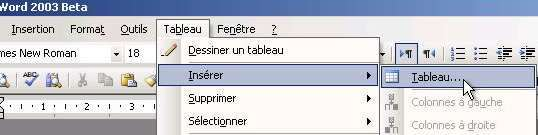 Word 2003 Beta
Insertion Format Outils Tableau Fenêtre ?
mes New Roman 18 Dessiner un tableau
Insérer Tableau...
Supprimer Colonnes à gauche
Sélectionner Colonnes à droite